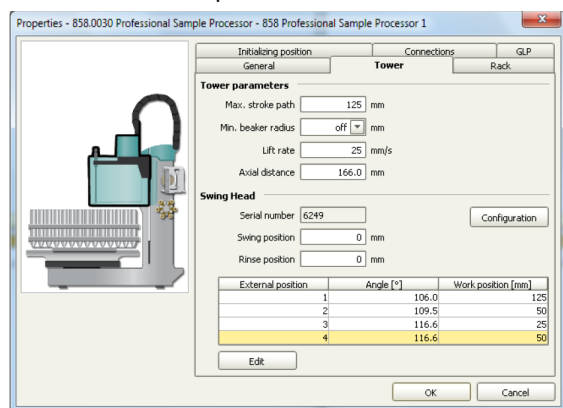 Properties - 858.0030 Professional Sample Processor - 858 Professional Sample Processor 1
Initializing position Connections GLP
General Tower Rack
Tower parameters
Max. stroke path 125 mm
Min. beaker radius off mm
Lift rate 25 mm/s
Axial distance 166.0 mm
Swing Head
Serial number 6249 Configuration
Swing position 0 mm
Rinse position 0 mm
External position Angle [°] Work position [mm]
1 106.0 125
2 109.5 50
3 116.6 25
4 116.6 50
Edit
OK Cancel